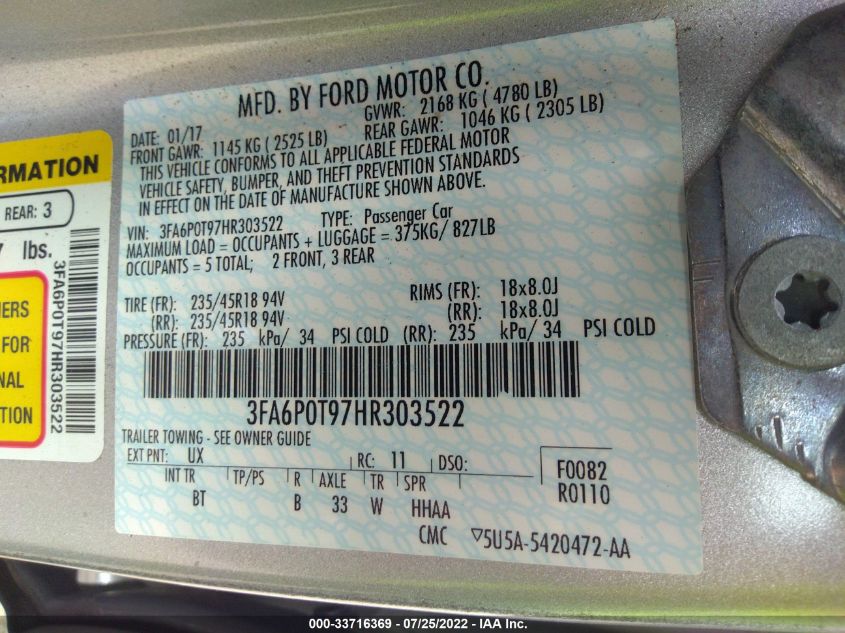 MFD. BY FORD MOTOR CO.
DATE: 01/17 GVWR: 2168 KG ( 4780 LB)
FRONT GAWR: 1145 KG ( 2525 LB) REAR GAWR: 1046 KG ( 2305 LB)
THIS VEHICLE CONFORMS TO ALL APPLICABLE FEDERAL MOTOR
VEHICLE SAFETY, BUMPER, AND THEFT PREVENTION STANDARDS
IN EFFECT ON THE DATE OF MANUFACTURE SHOWN ABOVE.
VIN: 3FA6P0T97HR303522 TYPE: Passenger Car
MAXIMUM LOAD = OCCUPANTS + LUGGAGE = 375KG/ 827LB
OCCUPANTS = 5 TOTAL; 2 FRONT, 3 REAR
TIRE (FR): 235/45R18 94V RIMS (FR): 18x8.0J
(RR): 235/45R18 94V (RR): 18x8.0J
PRESSURE (FR): 235 kPa/ 34 PSI COLD (RR): 235 kPa/ 34 PSI COLD
3FA6P0T97HR303522
TRAILER TOWING - SEE OWNER GUIDE
EXT PNT: UX RC: 11 DSO:
F0082
R0110
INT TR TP/PS R AXLE TR SPR
BT B 33 W HHAA
CMC ▽5U5A-5420472-AA
RMATION
REAR: 3
7 lbs.
3FA6P0T97HR303522
NERS
FOR
NAL
TION
000-33716369 - 07/25/2022 - IAA Inc.